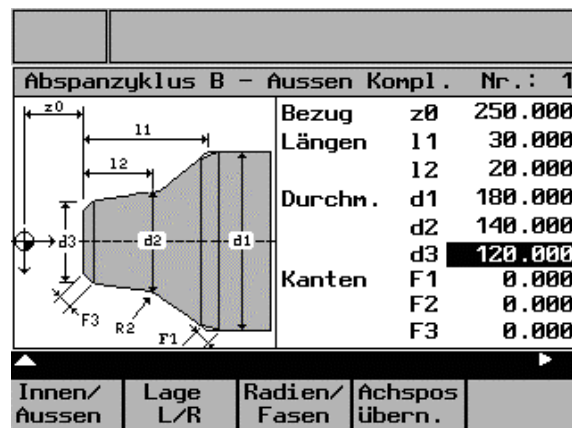 Abspanzyklus B - Aussen Kompl. Nr.: 1
z0
l1
l2
d3
d2
d1
F3
R2
F1
Bezug z0 250.000
Längen l1 30.000
l2 20.000
Durchm. d1 180.000
d2 140.000
d3 120.000
Kanten F1 0.000
F2 0.000
F3 0.000
Innen/ Lage Radien/ Achspos
Aussen L/R Fasen übern.